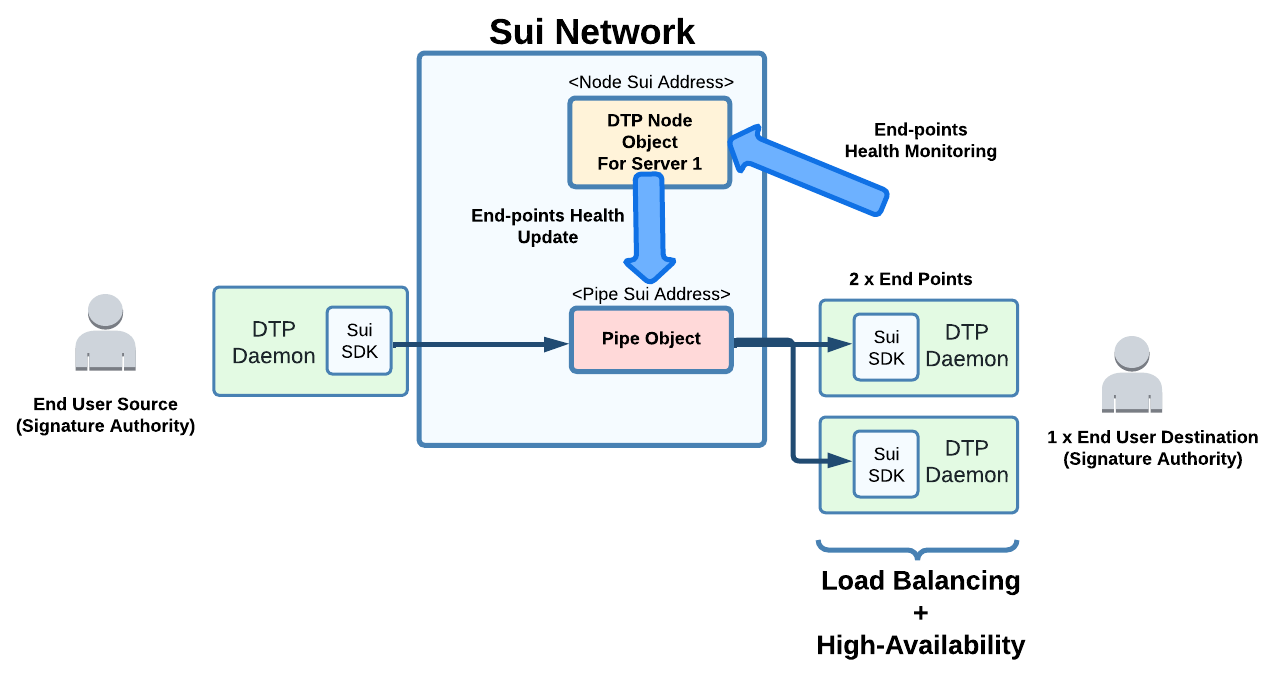 Sui Network
<Node Sui Address>
DTP Node
Object
For Server 1
End-points
Health Monitoring
End-points Health
Update
<Pipe Sui Address>
Pipe Object
DTP
Daemon
Sui
SDK
End User Source
(Signature Authority)
2 x End Points
Sui
SDK
DTP
Daemon
Sui
SDK
DTP
Daemon
1 x End User Destination
(Signature Authority)
Load Balancing
+
High-Availability